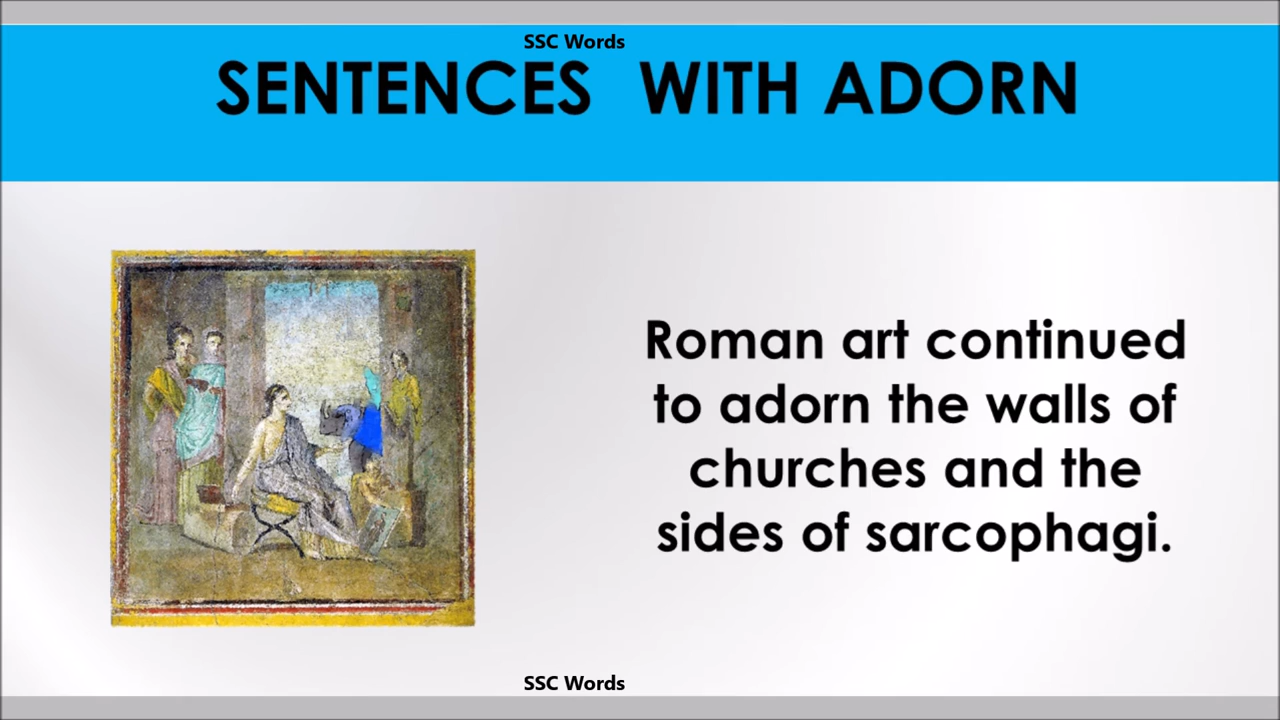 SSC Words
SENTENCES WITH ADORN
Roman art continued
to adorn the walls of
churches and the
sides of sarcophagi.
SSC Words